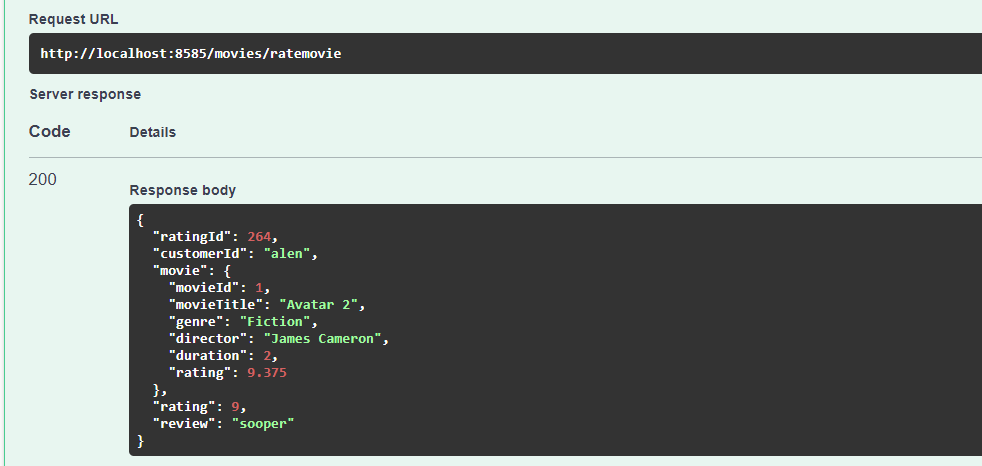 Request URL
http://localhost:8585/movies/ratemovie
Server response
Code Details
200
Response body
{
  "ratingId": 264,
  "customerId": "alen",
  "movie": {
    "movieId": 1,
    "movieTitle": "Avatar 2",
    "genre": "Fiction",
    "director": "James Cameron",
    "duration": 2,
    "rating": 9.375
  },
  "rating": 9,
  "review": "sooper"
}